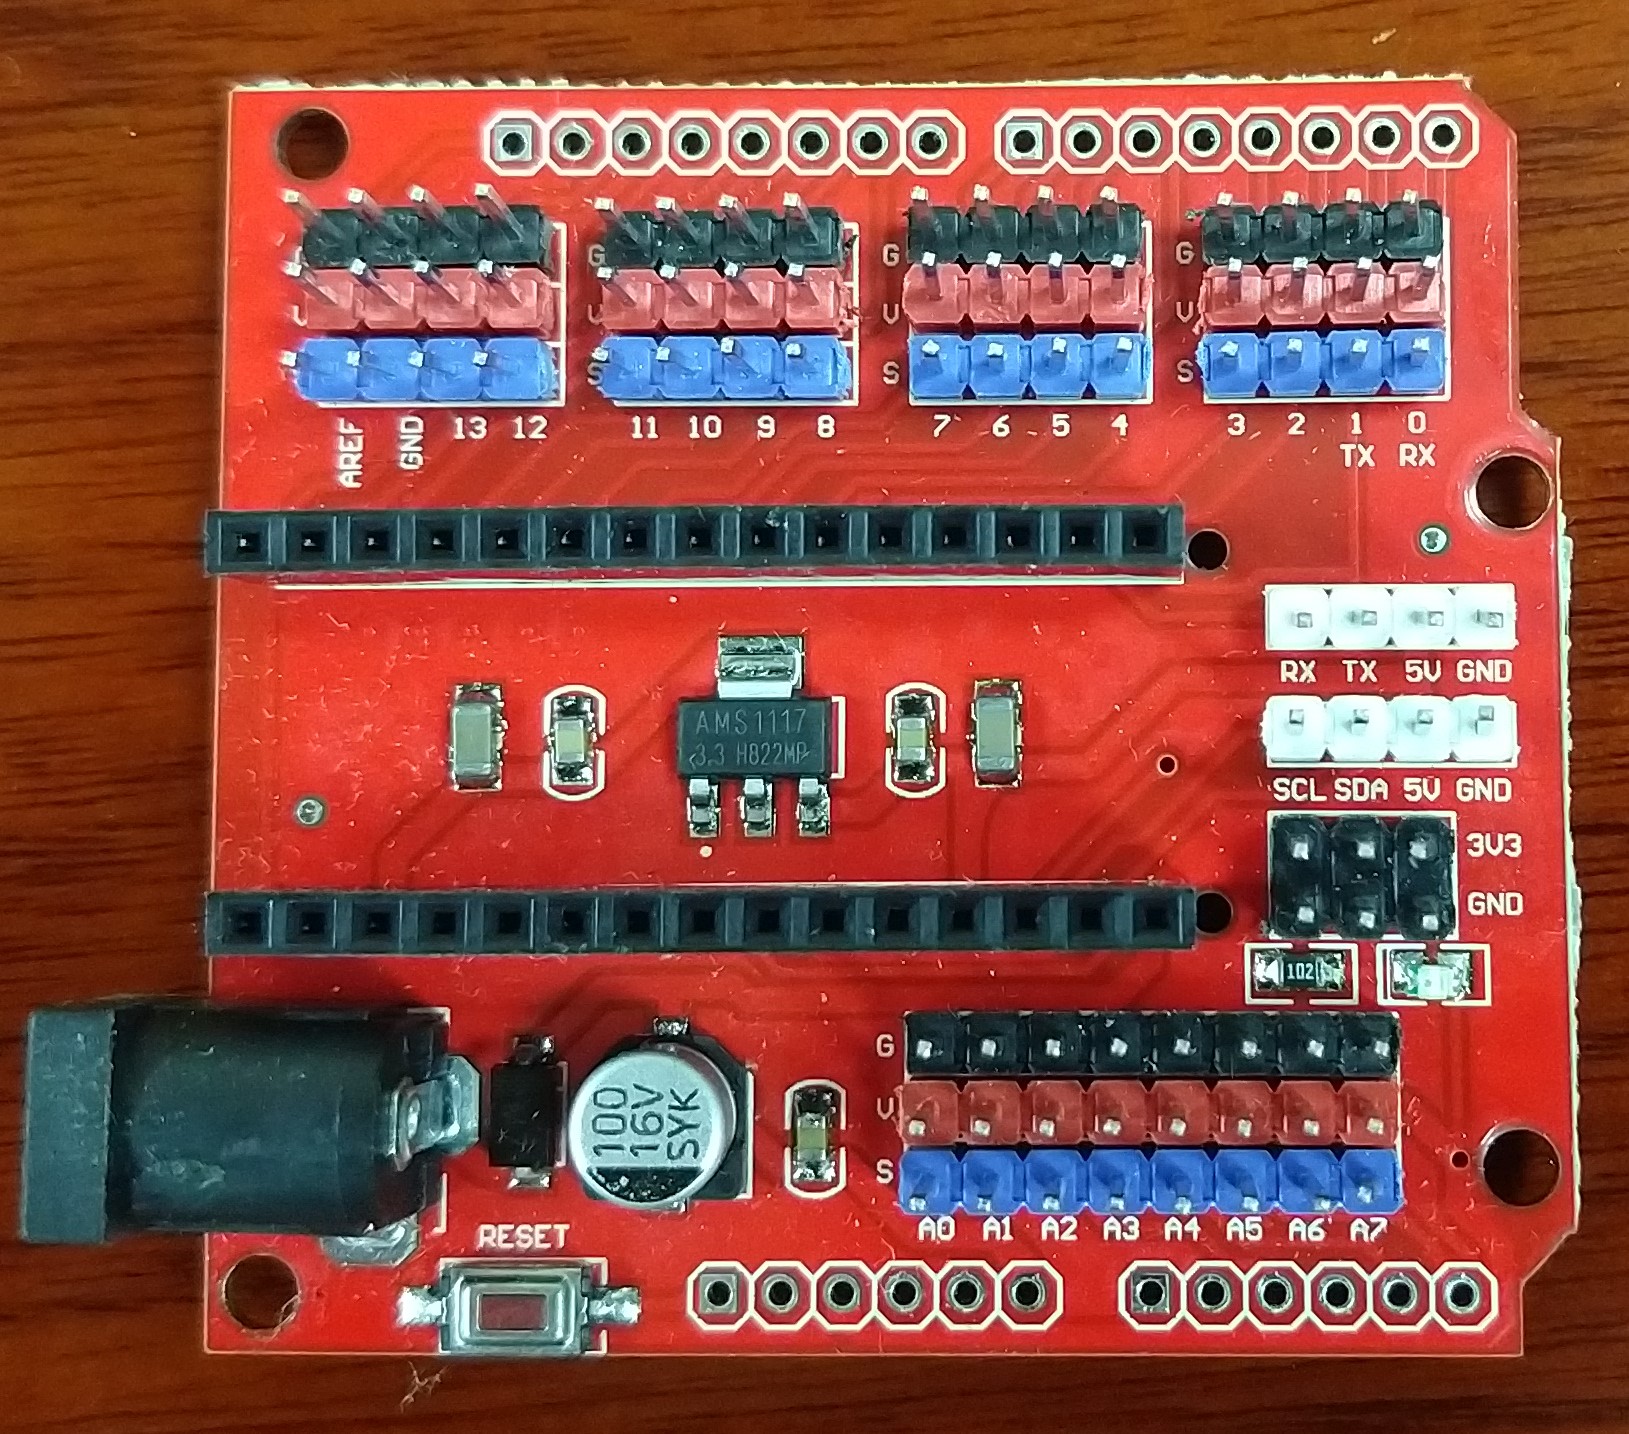 G G G
V V V V
S S S
AREF GND 13 12 11 10 9 8 7 6 5 4 3 2 1 0
TX RX
RX TX 5V GND
AMS1117
3.3 H822MP
SCL SDA 5V GND
3V3
GND
102
G
V
S
100
16V
SYK
A0 A1 A2 A3 A4 A5 A6 A7
RESET